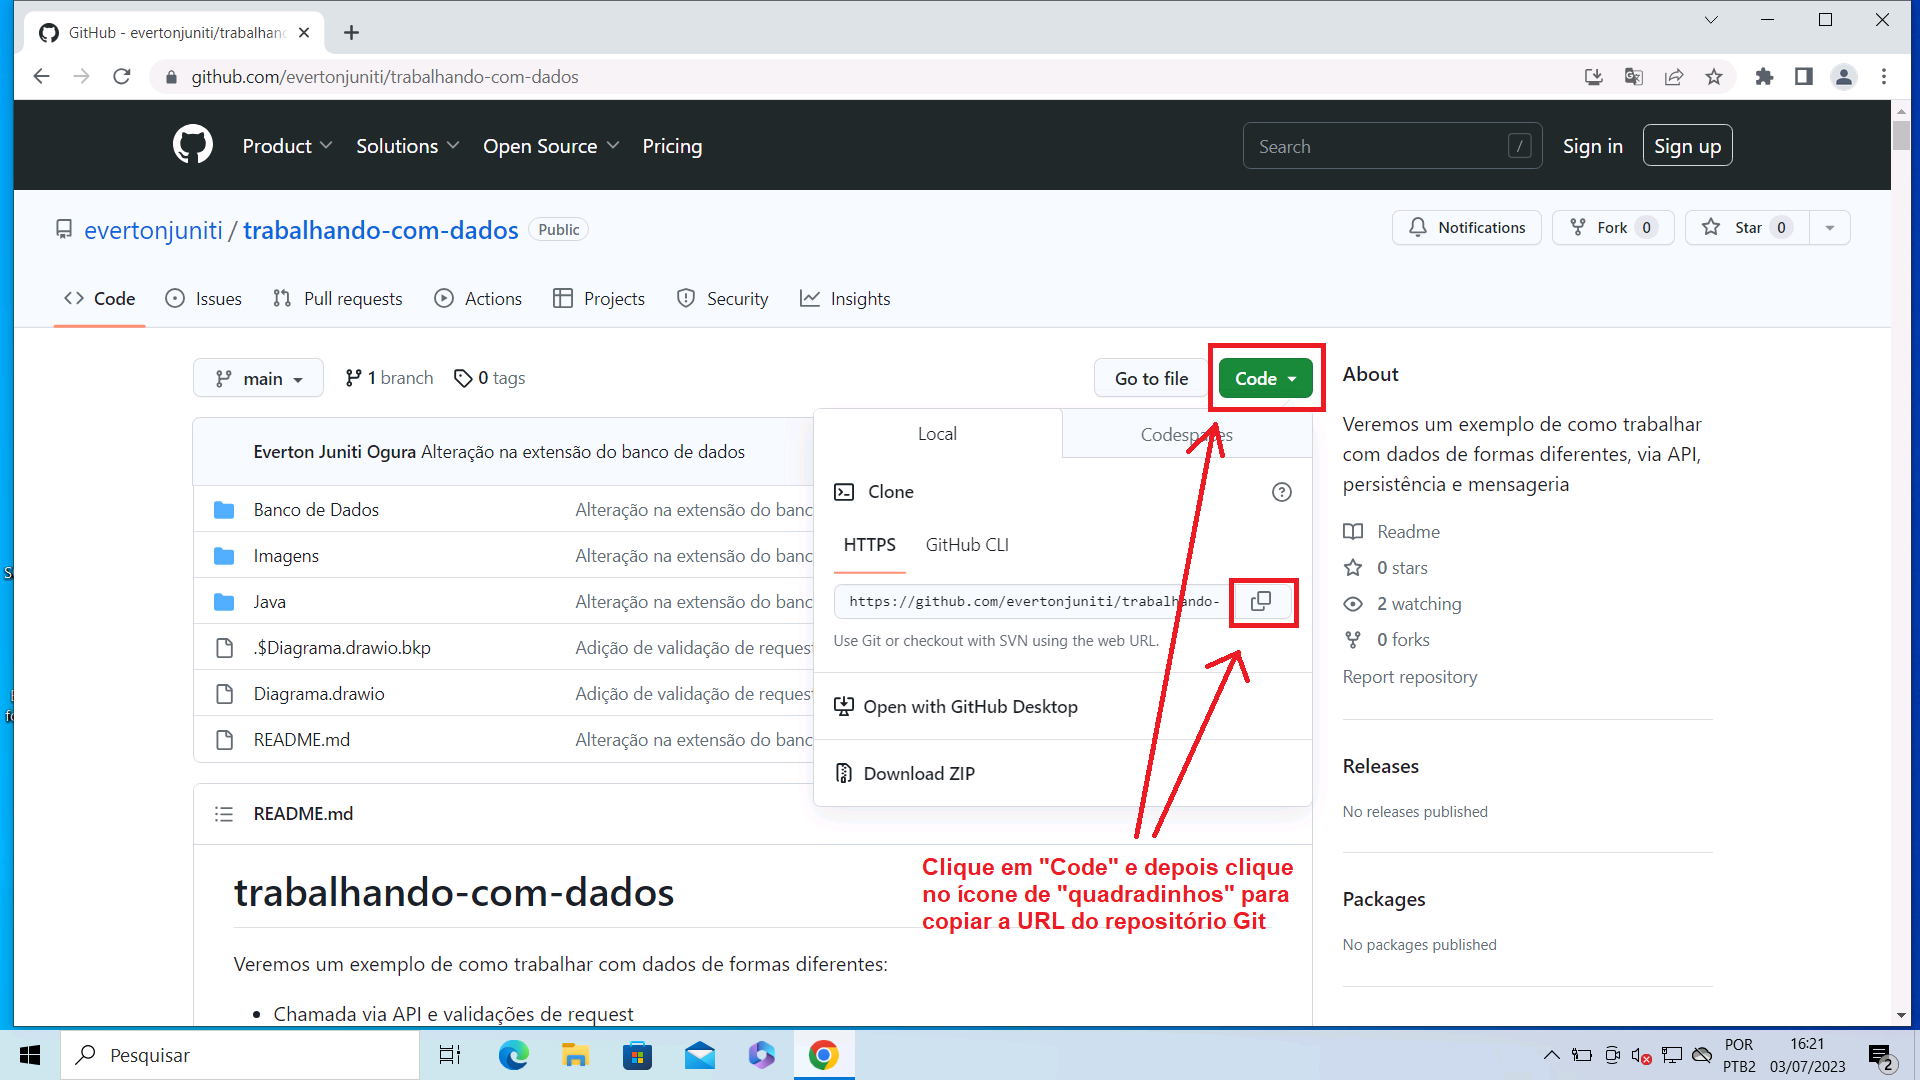 GitHub - evertonjuniti/trabalhand
github.com/evertonjuniti/trabalhando-com-dados
Product
Solutions
Open Source
Pricing
Search
/
Sign in
Sign up
evertonjuniti / trabalhando-com-dados
Public
Notifications
Fork 0
Star 0
Code
Issues
Pull requests
Actions
Projects
Security
Insights
main
1 branch
0 tags
Go to file
Code
Everton Juniti Ogura Alteração na extensão do banco de dados
Banco de Dados
Alteração na extensão do banc
Imagens
Alteração na extensão do banc
Java
Alteração na extensão do banc
.$Diagrama.drawio.bkp
Adição de validação de reques
Diagrama.drawio
Adição de validação de reques
README.md
Alteração na extensão do banc
Local
Codespaces
Clone
HTTPS
GitHub CLI
https://github.com/evertonjuniti/trabalhando-
Use Git or checkout with SVN using the web URL.
Open with GitHub Desktop
Download ZIP
About
Veremos um exemplo de como trabalhar
com dados de formas diferentes, via API,
persistência e mensageria
Readme
0 stars
2 watching
0 forks
Report repository
Releases
No releases published
Packages
No packages published
README.md
trabalhando-com-dados
Veremos um exemplo de como trabalhar com dados de formas diferentes:
• Chamada via API e validações de request
Clique em "Code" e depois clique
no ícone de "quadradinhos" para
copiar a URL do repositório Git
Pesquisar
POR
PTB2
16:21
03/07/2023
2